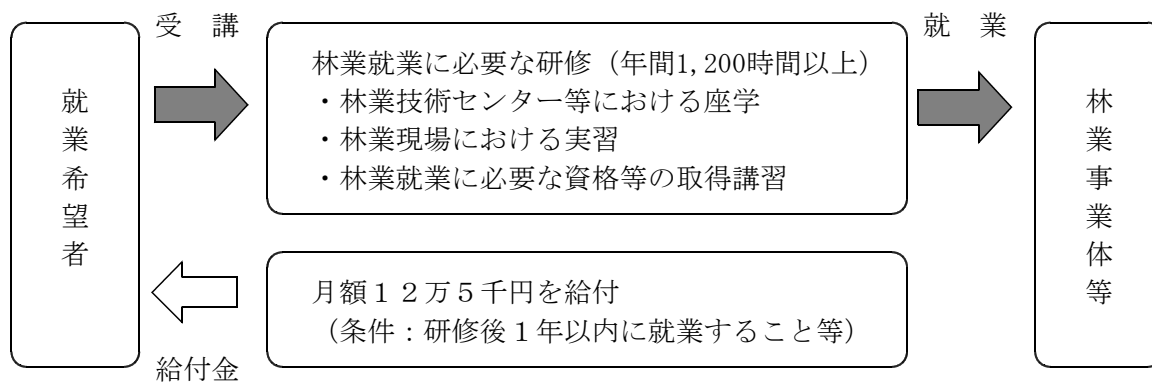 受　講
就　業
就業希望者
林業就業に必要な研修（年間1,200時間以上）
・林業技術センター等における座学
・林業現場における実習
・林業就業に必要な資格等の取得講習
林業事業体等
月額１２万５千円を給付
（条件：研修後１年以内に就業すること等）
給付金